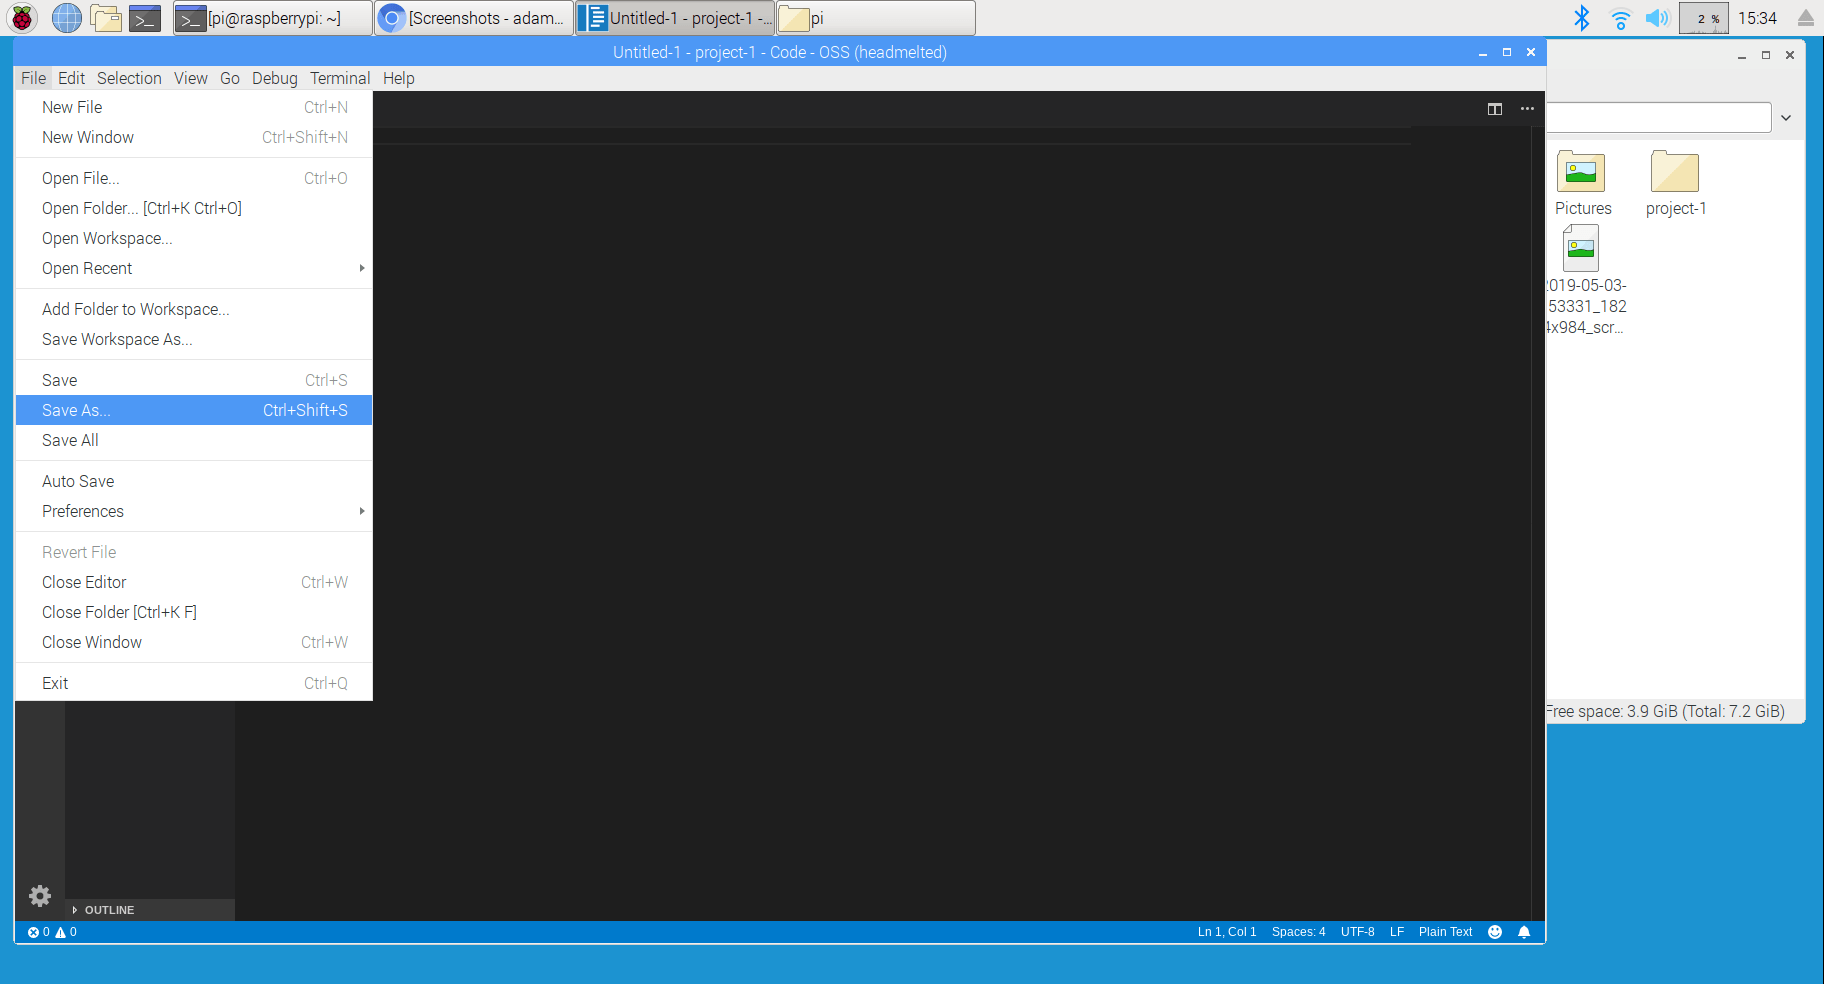 [pi@raspberrypi: ~]
[Screenshots - adam...
Untitled-1 - project-1 -...
pi
2 %
15:34
Untitled-1 - project-1 - Code - OSS (headmelted)
File Edit Selection View Go Debug Terminal Help
New File Ctrl+N
New Window Ctrl+Shift+N
Open File... Ctrl+O
Open Folder... [Ctrl+K Ctrl+O]
Open Workspace...
Open Recent
Add Folder to Workspace...
Save Workspace As...
Save Ctrl+S
Save As... Ctrl+Shift+S
Save All
Auto Save
Preferences
Revert File
Close Editor Ctrl+W
Close Folder [Ctrl+K F]
Close Window Ctrl+W
Exit Ctrl+Q
OUTLINE
0 0
Ln 1, Col 1 Spaces: 4 UTF-8 LF Plain Text
Pictures
project-1
2019-05-03-
53331_182
4x984_scr...
Free space: 3.9 GiB (Total: 7.2 GiB)